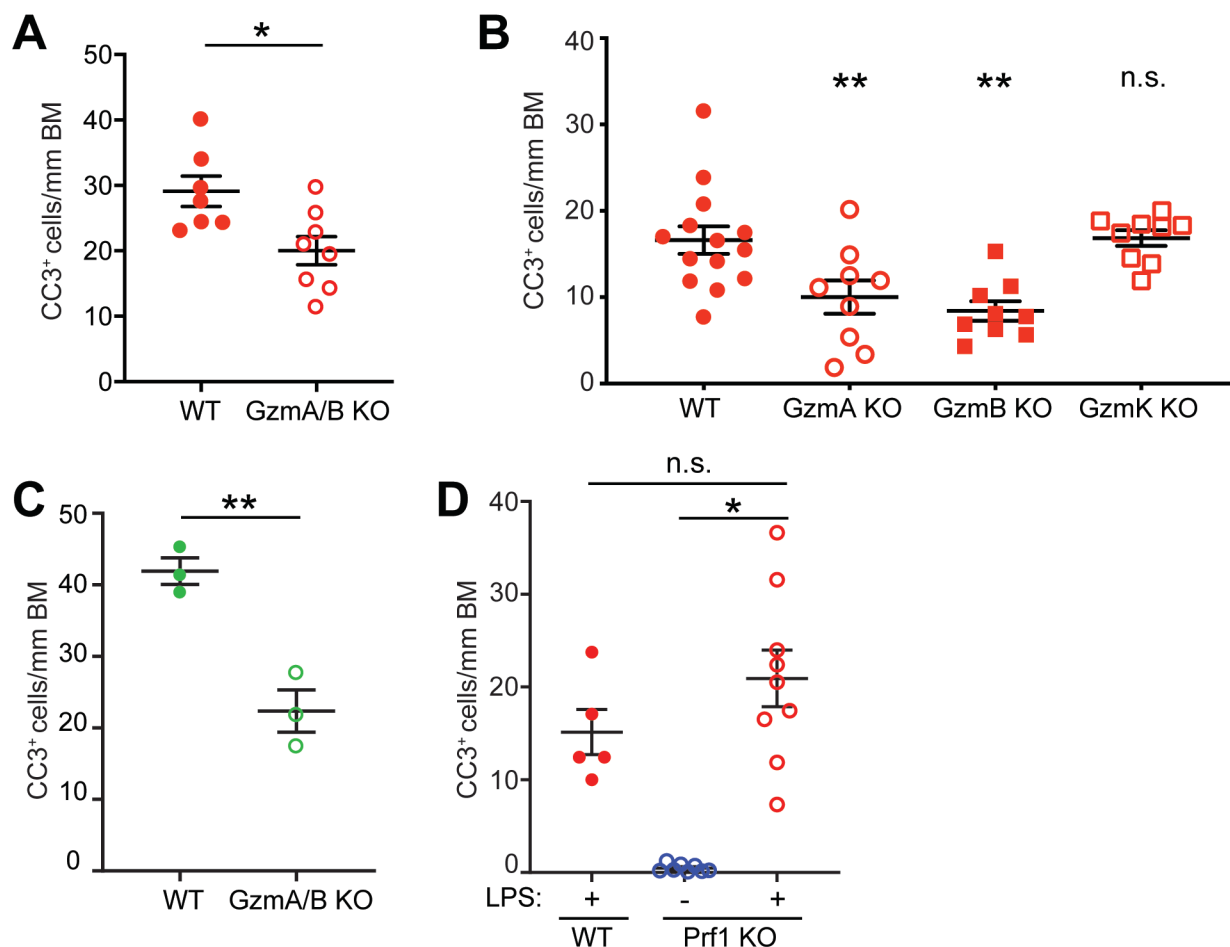 A
*
50
40
30
20
10
0
CC3⁺ cells/mm BM
WT GzmA/B KO
B
40
30
20
10
0
CC3⁺ cells/mm BM
** ** n.s.
WT GzmA KO GzmB KO GzmK KO
C
**
50
40
30
20
10
0
CC3⁺ cells/mm BM
WT GzmA/B KO
D
n.s.
*
40
30
20
10
0
CC3⁺ cells/mm BM
LPS: + - +
WT Prf1 KO